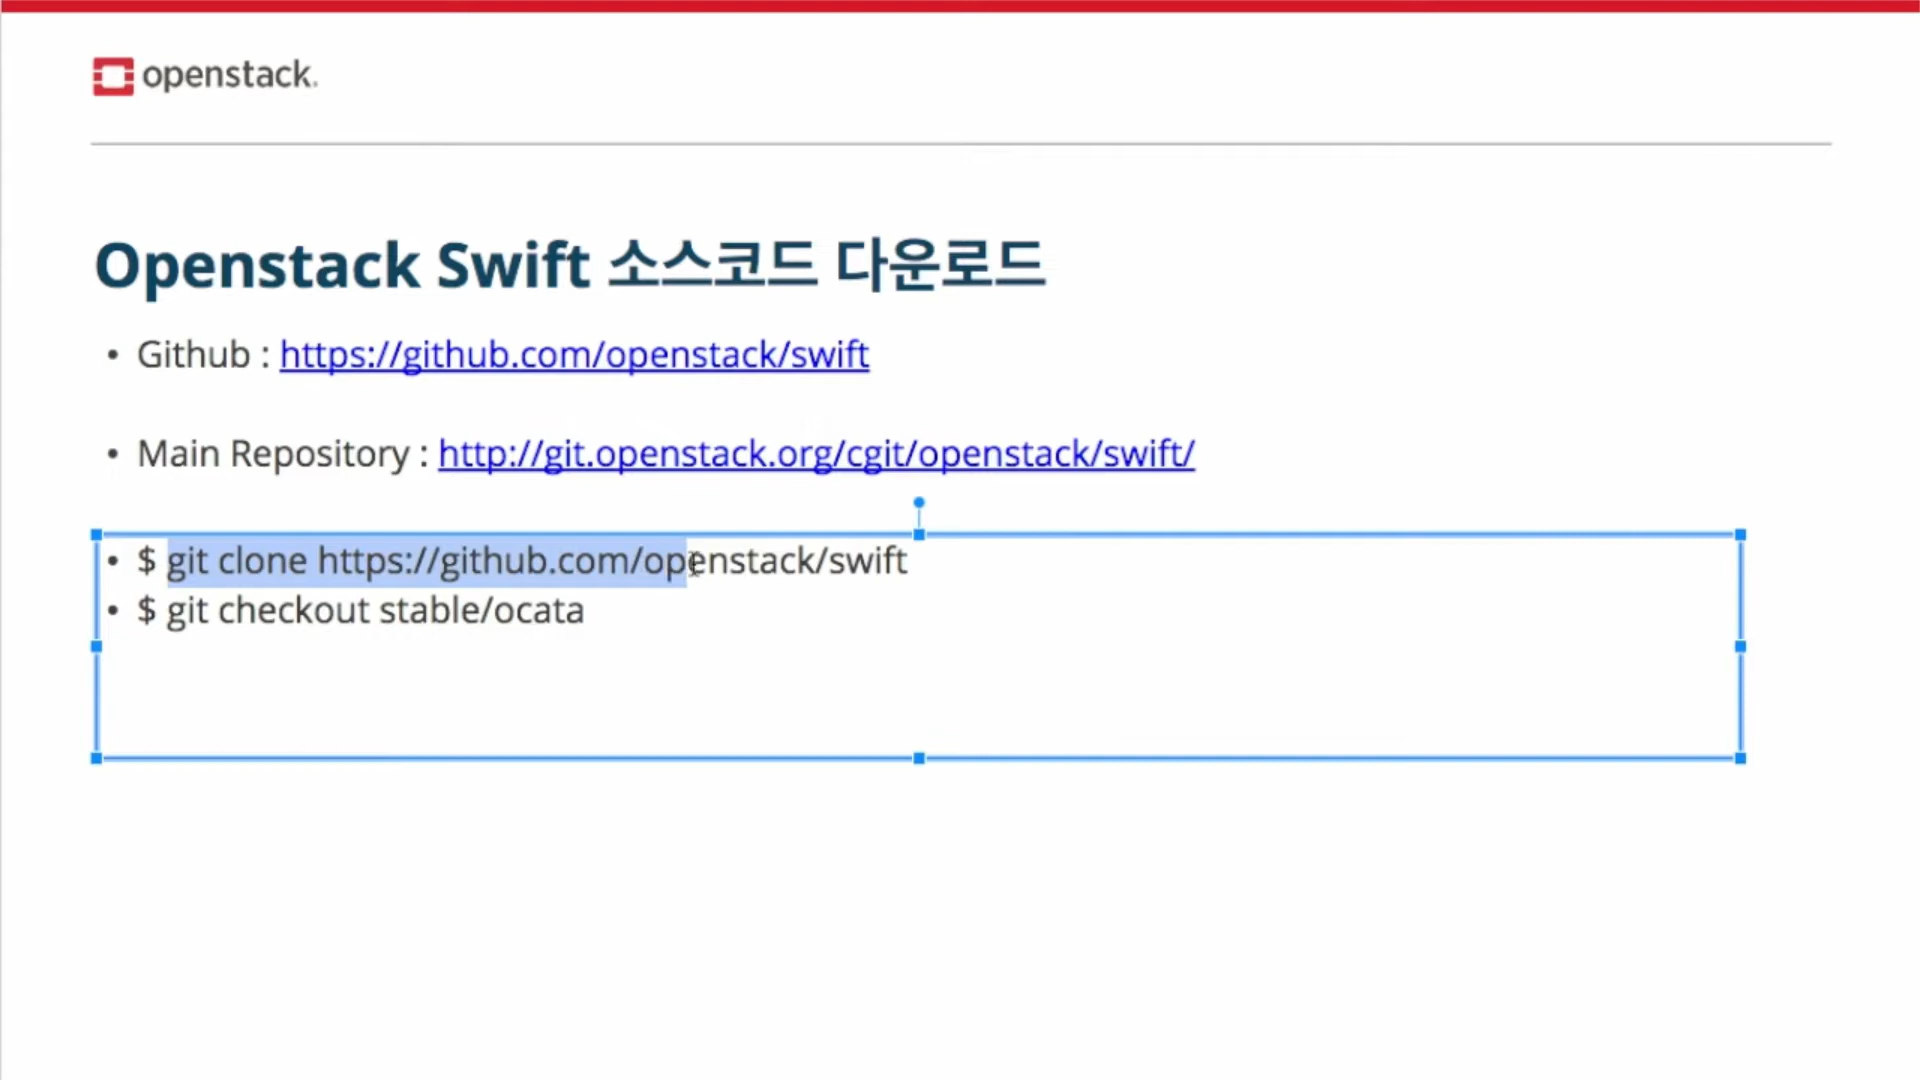 openstack.
Openstack Swift 소스코드 다운로드
• Github : https://github.com/openstack/swift
• Main Repository : http://git.openstack.org/cgit/openstack/swift/
• $ git clone https://github.com/openstack/swift
• $ git checkout stable/ocata